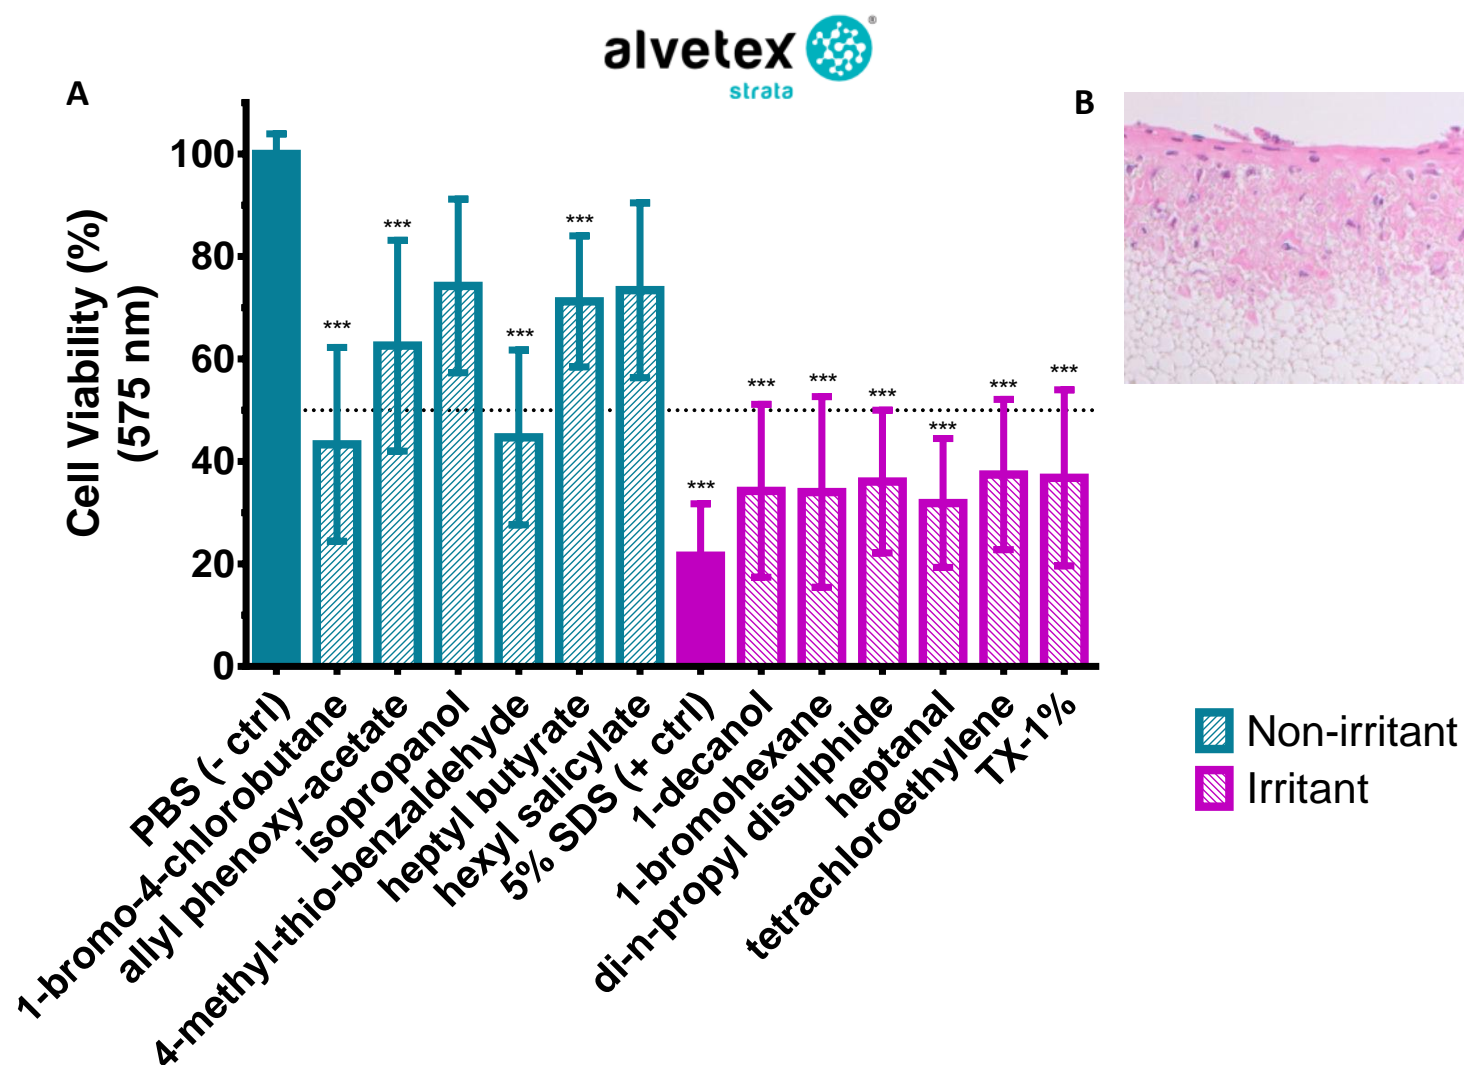 alvetex®
strata
A
B
Cell Viability (%)
(575 nm)
100
80
60
40
20
0
***
***
***
***
***
***
***
***
***
***
***
PBS (- ctrl)
1-bromo-4-chlorobutane
allyl phenoxy-acetate
isopropanol
4-methyl-thio-benzaldehyde
heptyl butyrate
hexyl salicylate
5% SDS (+ ctrl)
1-decanol
1-bromohexane
di-n-propyl disulphide
heptanal
tetrachloroethylene
TX-1%
Non-irritant
Irritant